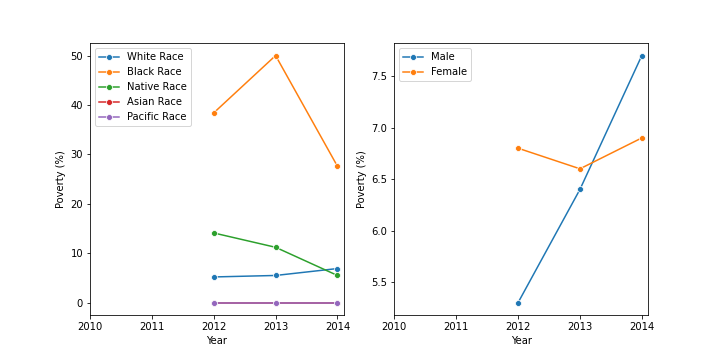 White Race
Black Race
Native Race
Asian Race
Pacific Race
50
40
30
20
10
0
Poverty (%)
2010 2011 2012 2013 2014
Year
Male
Female
7.5
7.0
6.5
6.0
5.5
Poverty (%)
2010 2011 2012 2013 2014
Year